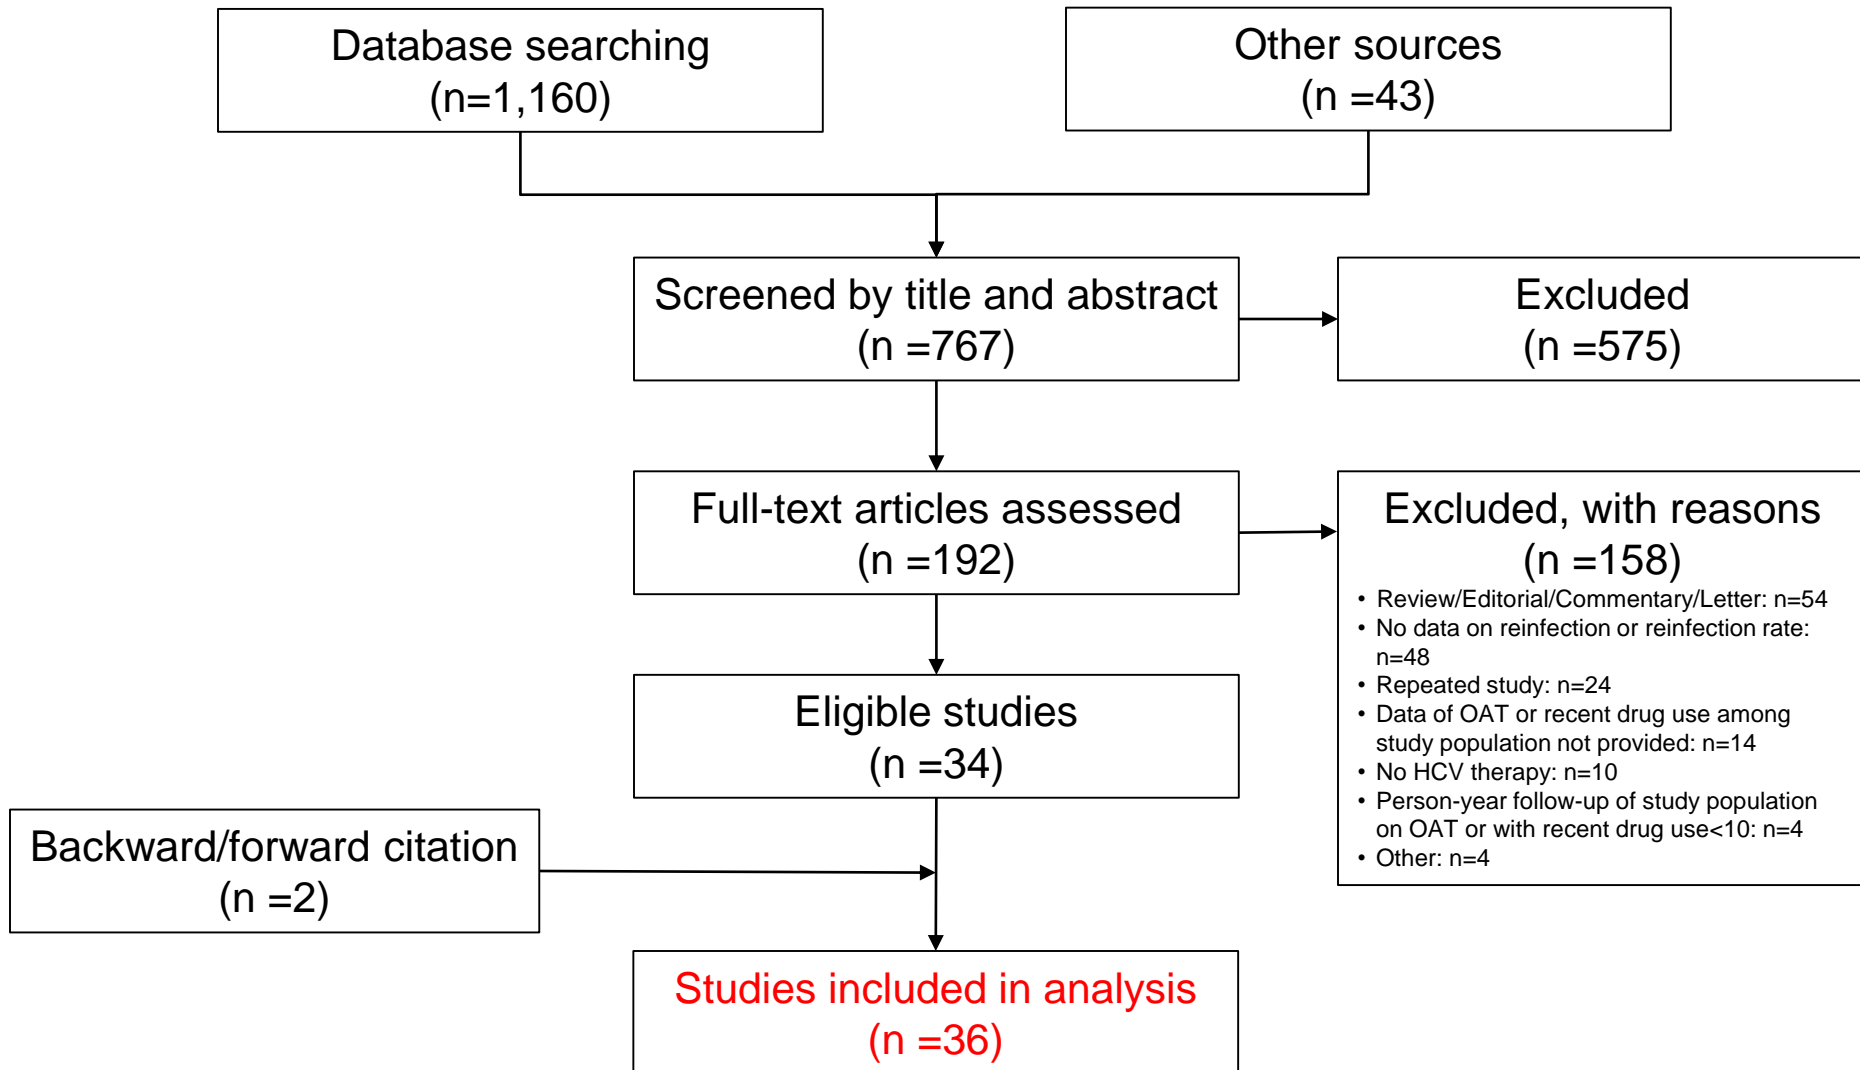 Database searching
(n=1,160)
Other sources
(n =43)
Screened by title and abstract
(n =767)
Excluded
(n =575)
Full-text articles assessed
(n =192)
Excluded, with reasons
(n =158)
• Review/Editorial/Commentary/Letter: n=54
• No data on reinfection or reinfection rate:
n=48
• Repeated study: n=24
• Data of OAT or recent drug use among
study population not provided: n=14
• No HCV therapy: n=10
• Person-year follow-up of study population
on OAT or with recent drug use<10: n=4
• Other: n=4
Eligible studies
(n =34)
Backward/forward citation
(n =2)
Studies included in analysis
(n =36)